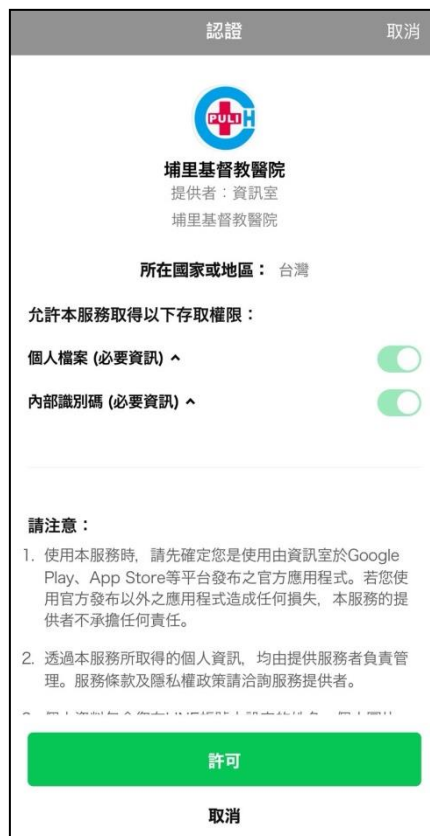 認證
取消
PULI
H
埔里基督教醫院
提供者：資訊室
埔里基督教醫院
所在國家或地區： 台灣
允許本服務取得以下存取權限：
個人檔案 (必要資訊) ^
內部識別碼 (必要資訊) ^
請注意：
1. 使用本服務時，請先確定您是使用由資訊室於Google
Play、App Store等平台發布之官方應用程式。若您使
用官方發布以外之應用程式造成任何損失，本服務的提
供者不承擔任何責任。
2. 透過本服務所取得的個人資訊，均由提供服務者負責管
理。服務條款及隱私權政策請洽詢服務提供者。
許可
取消